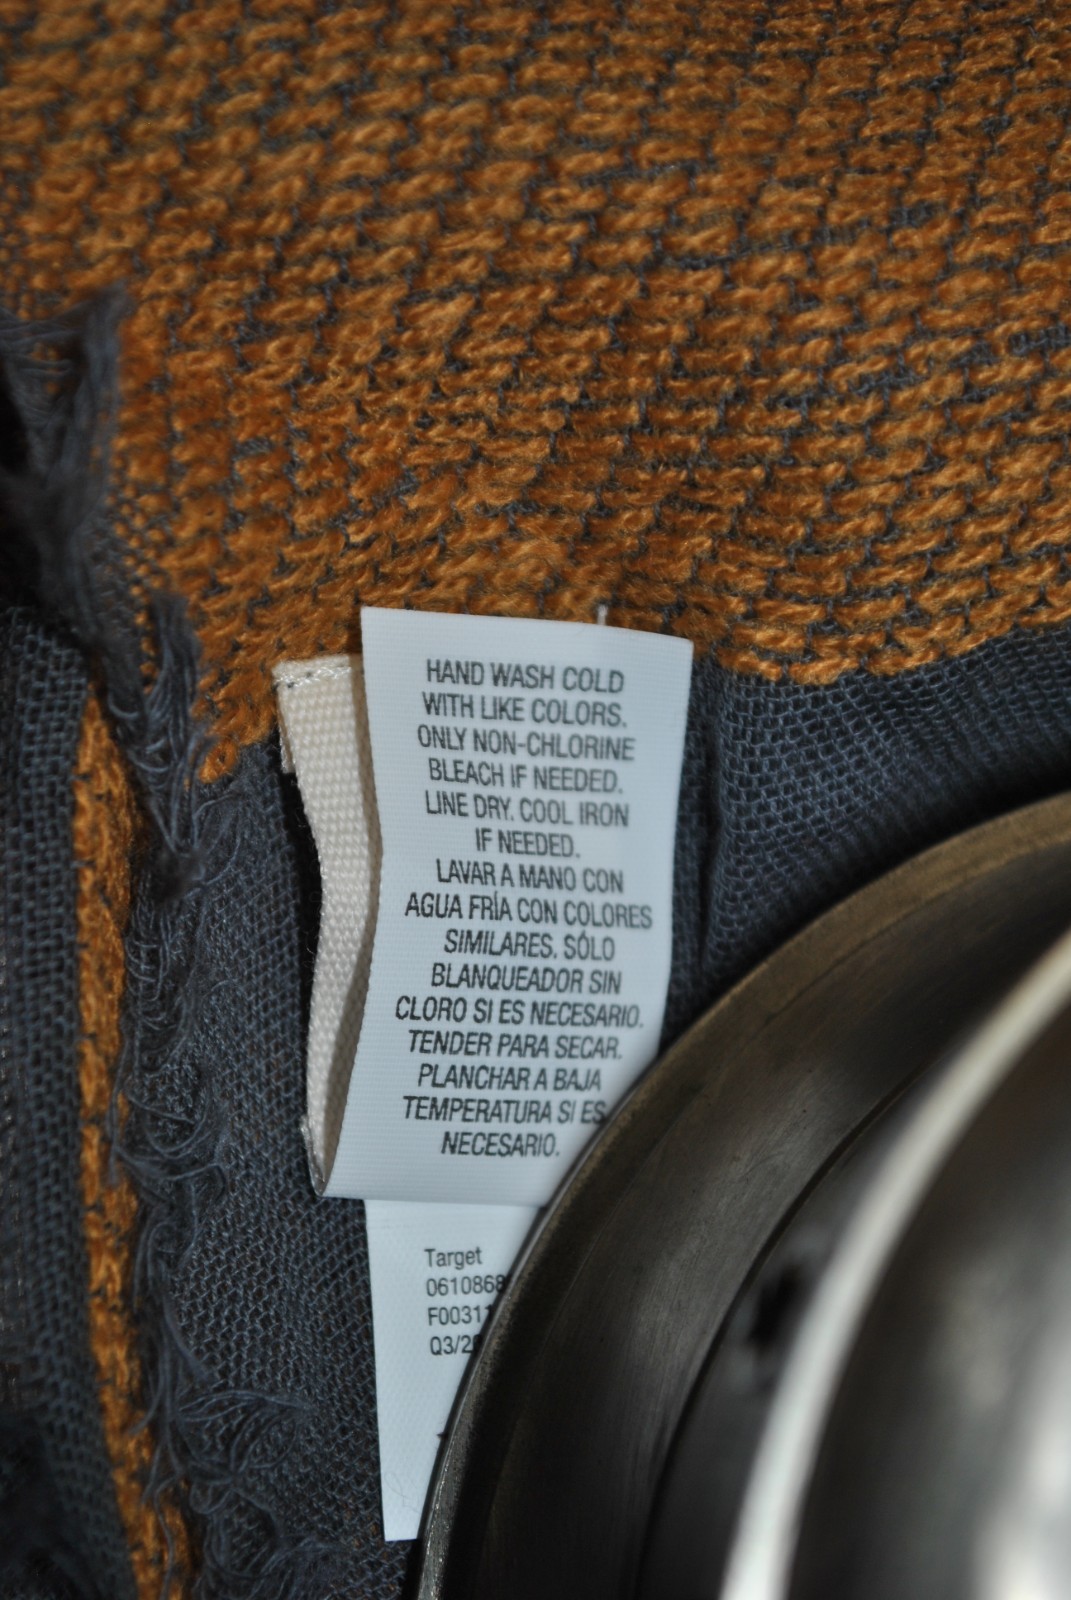 HAND WASH COLD
WITH LIKE COLORS.
ONLY NON-CHLORINE
BLEACH IF NEEDED.
LINE DRY. COOL IRON
IF NEEDED.
LAVAR A MANO CON
AGUA FRÍA CON COLORES
SIMILARES. SÓLO
BLANQUEADOR SIN
CLORO SI ES NECESARIO.
TENDER PARA SECAR.
PLANCHAR A BAJA
TEMPERATURA SI ES
NECESARIO.
Target